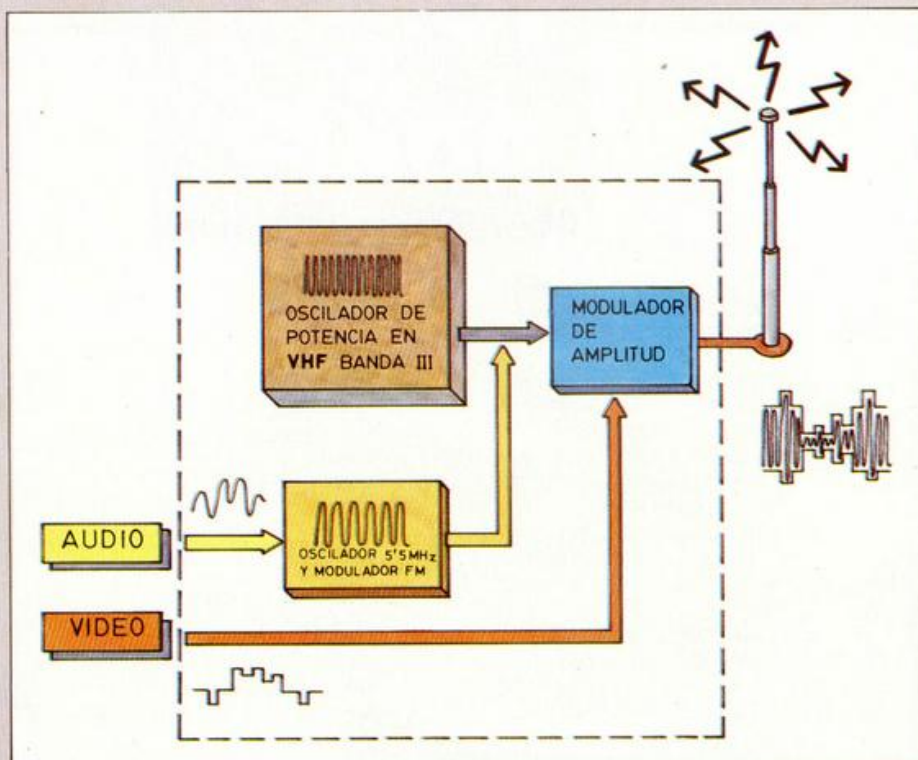 OSCILADOR DE
POTENCIA EN
VHF BANDA III
MODULADOR
DE
AMPLITUD
AUDIO
OSCILADOR 5'5MHz
Y MODULADOR FM
VIDEO